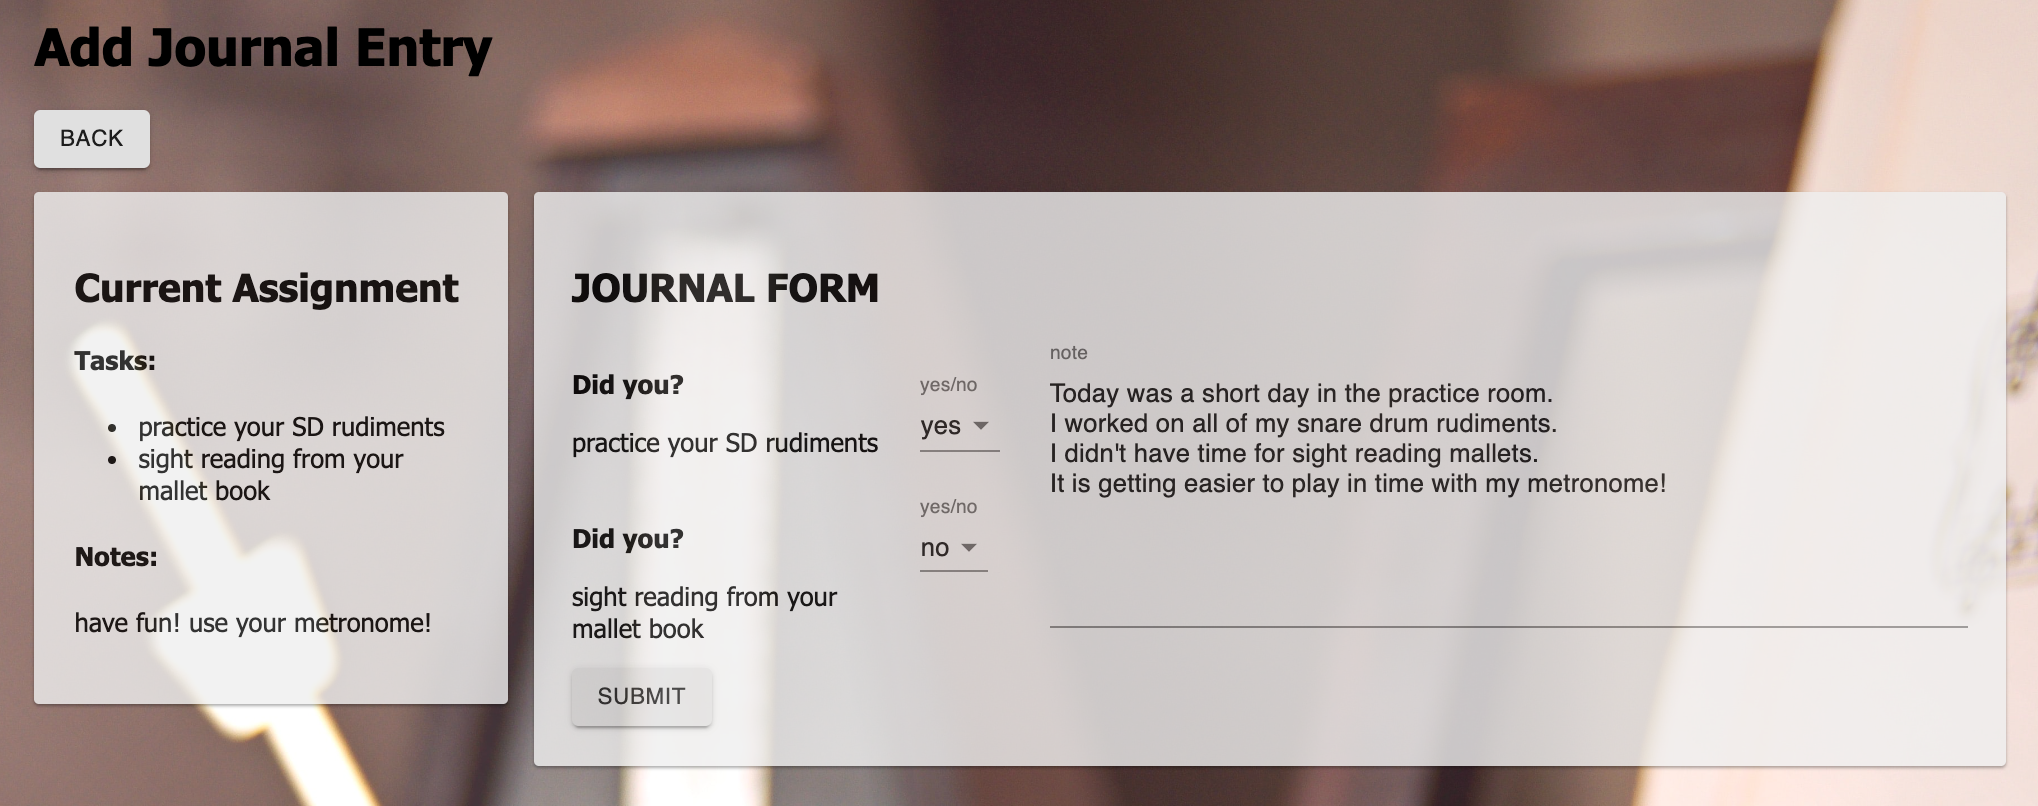 Add Journal Entry
BACK
Current Assignment
Tasks:
practice your SD rudiments
sight reading from your
mallet book
Notes:
have fun! use your metronome!
JOURNAL FORM
Did you?
practice your SD rudiments
yes/no
yes
Did you?
sight reading from your
mallet book
yes/no
no
note
Today was a short day in the practice room.
I worked on all of my snare drum rudiments.
I didn't have time for sight reading mallets.
It is getting easier to play in time with my metronome!
SUBMIT